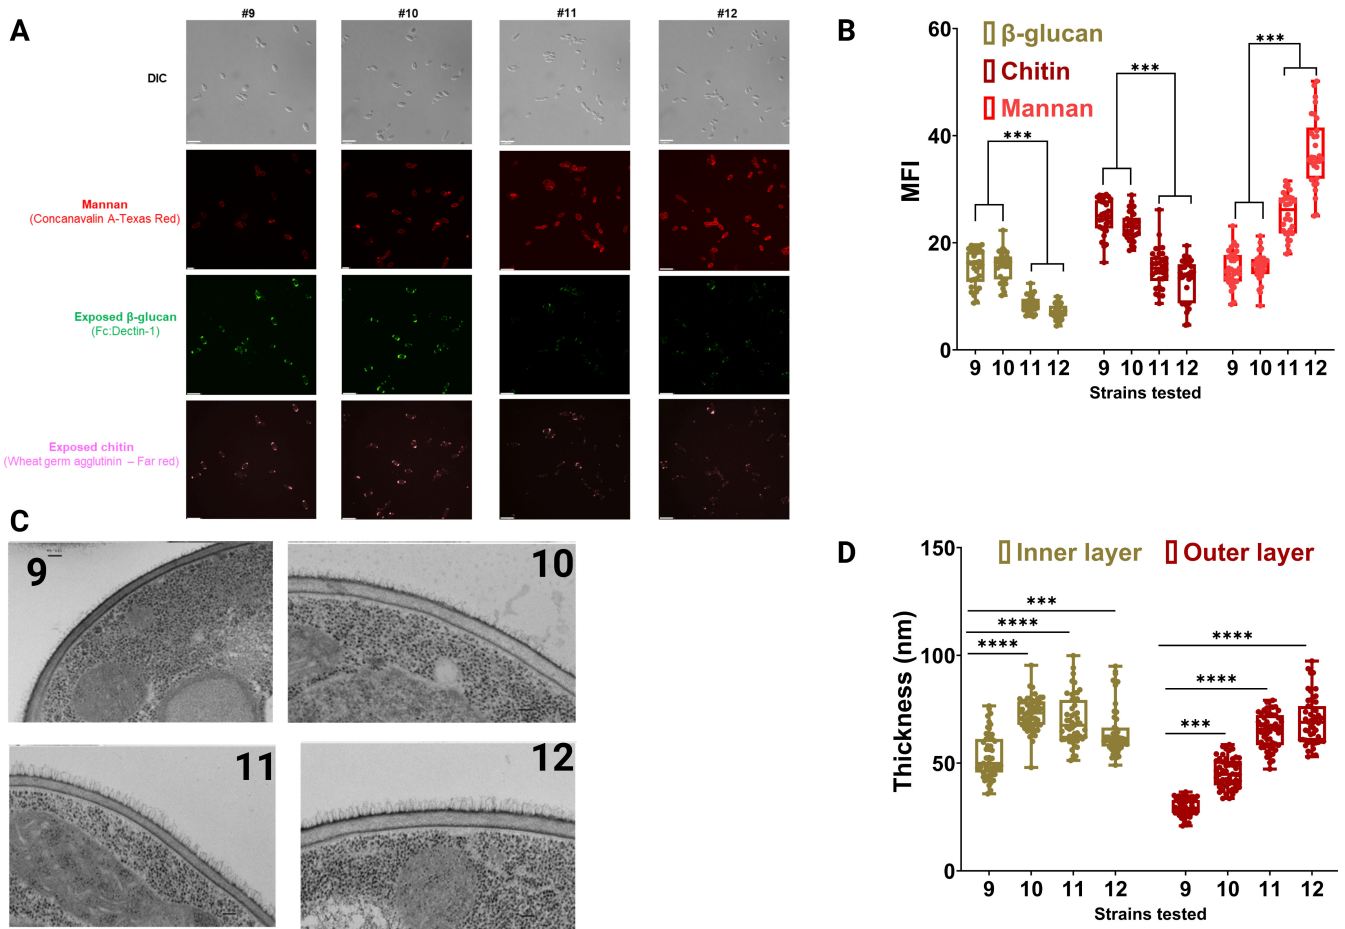 A
#9
#10
#11
#12
DIC
Mannan
(Concanavalin A-Texas Red)
Exposed β-glucan
(Fc:Dectin-1)
Exposed chitin
(Wheat germ agglutinin – Far red)
B
β-glucan
Chitin
Mannan
MFI
60
40
20
0
***
***
***
9 10 11 12 9 10 11 12 9 10 11 12
Strains tested
C
9
10
11
12
D
Inner layer
Outer layer
Thickness (nm)
150
100
50
0
***
****
****
****
****
***
9 10 11 12 9 10 11 12
Strains tested